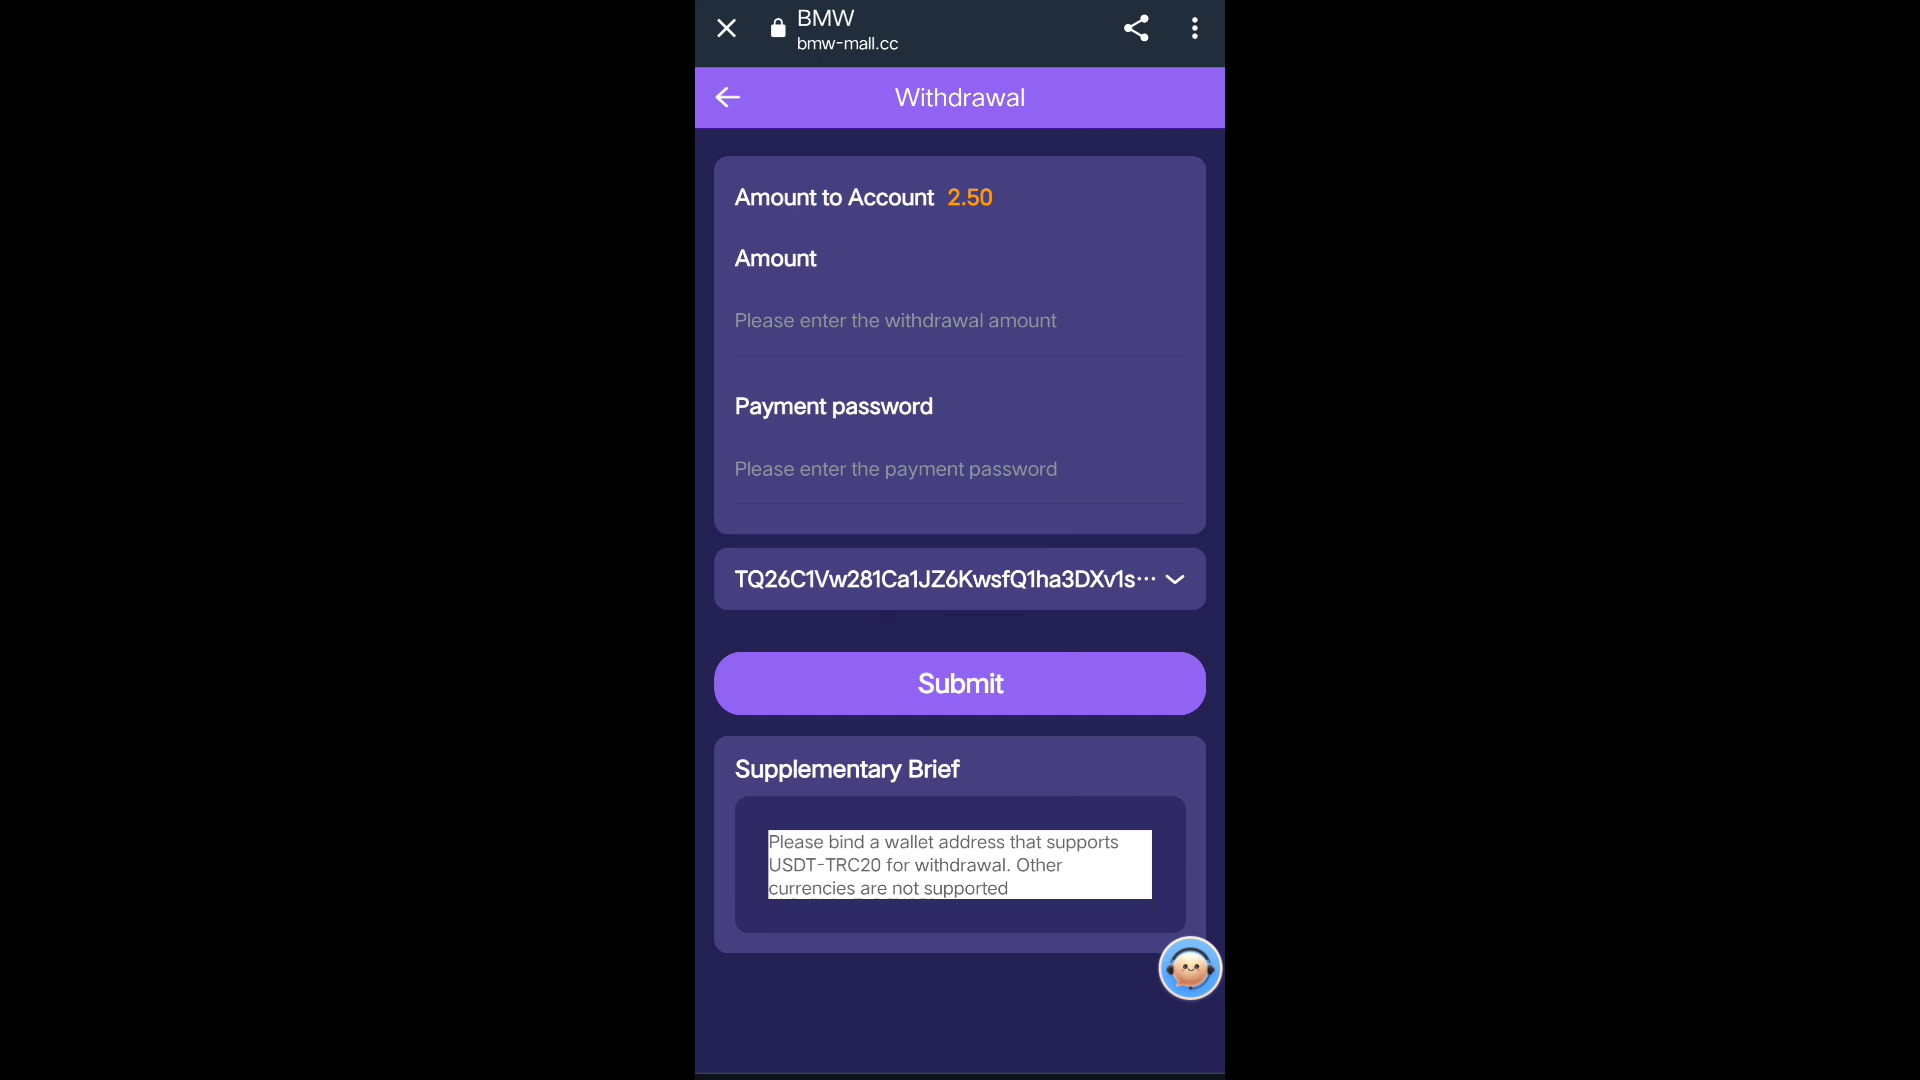 BMW
bmw-mall.cc
Withdrawal
Amount to Account 2.50
Amount
Please enter the withdrawal amount
Payment password
Please enter the payment password
TQ26C1Vw281Ca1JZ6KwsfQ1ha3DXv1s···
Submit
Supplementary Brief
Please bind a wallet address that supports
USDT-TRC20 for withdrawal. Other
currencies are not supported